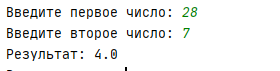 Введите первое число: 28
Введите второе число: 7
Результат: 4.0